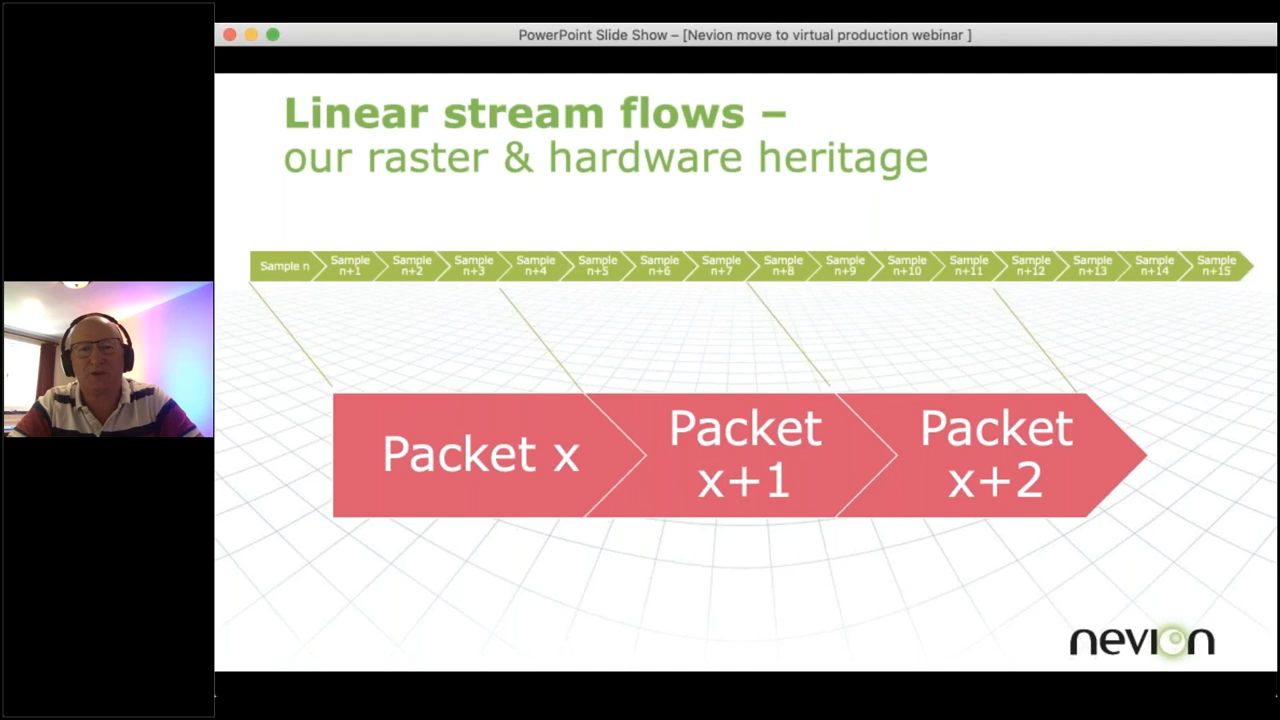 PowerPoint Slide Show – [Nevion move to virtual production webinar ]
Linear stream flows –
our raster & hardware heritage
Sample n
Sample
n+1
Sample
n+2
Sample
n+3
Sample
n+4
Sample
n+5
Sample
n+6
Sample
n+7
Sample
n+8
Sample
n+9
Sample
n+10
Sample
n+11
Sample
n+12
Sample
n+13
Sample
n+14
Sample
n+15
Packet x
Packet
x+1
Packet
x+2
nevion